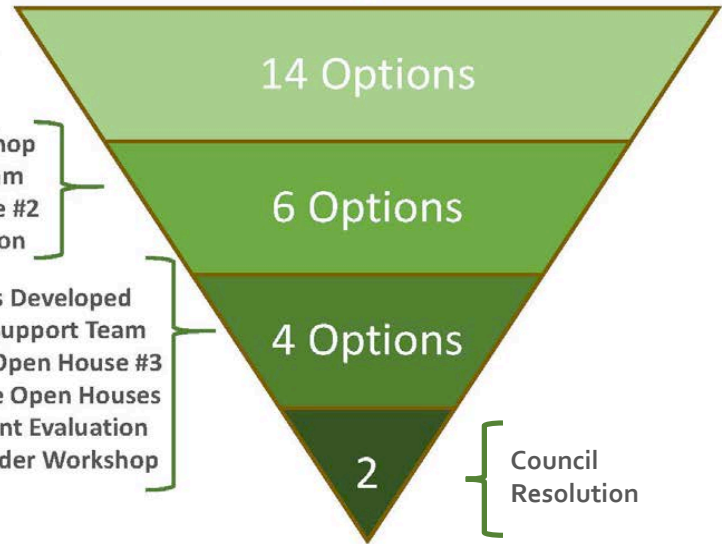 14 Options
hop
am
e #2
on
6 Options
s Developed
upport Team
Open House #3
e Open Houses
nt Evaluation
der Workshop
4 Options
2
Council
Resolution